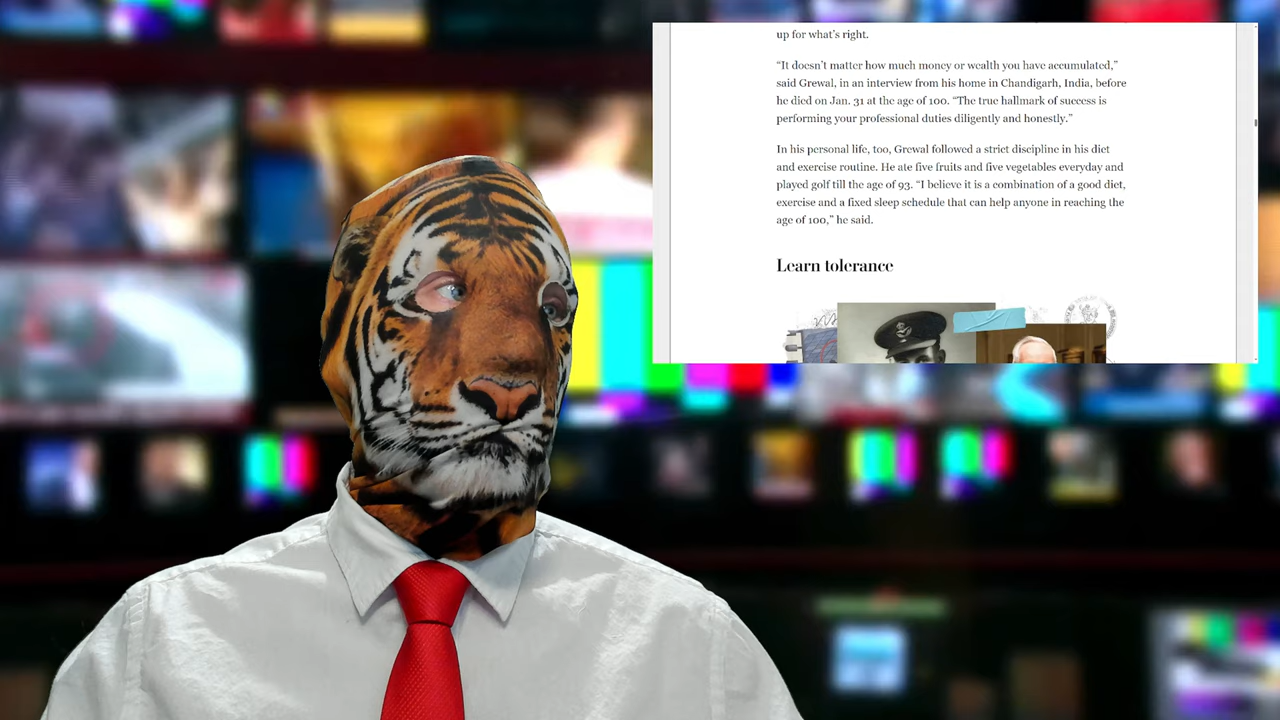 up for what's right.
“It doesn’t matter how much money or wealth you have accumulated,”
said Grewal, in an interview from his home in Chandigarh, India, before
he died on Jan. 31 at the age of 100. “The true hallmark of success is
performing your professional duties diligently and honestly.”
In his personal life, too, Grewal followed a strict discipline in his diet
and exercise routine. He ate five fruits and five vegetables everyday and
played golf till the age of 93. “I believe it is a combination of a good diet,
exercise and a fixed sleep schedule that can help anyone in reaching the
age of 100,” he said.
Learn tolerance